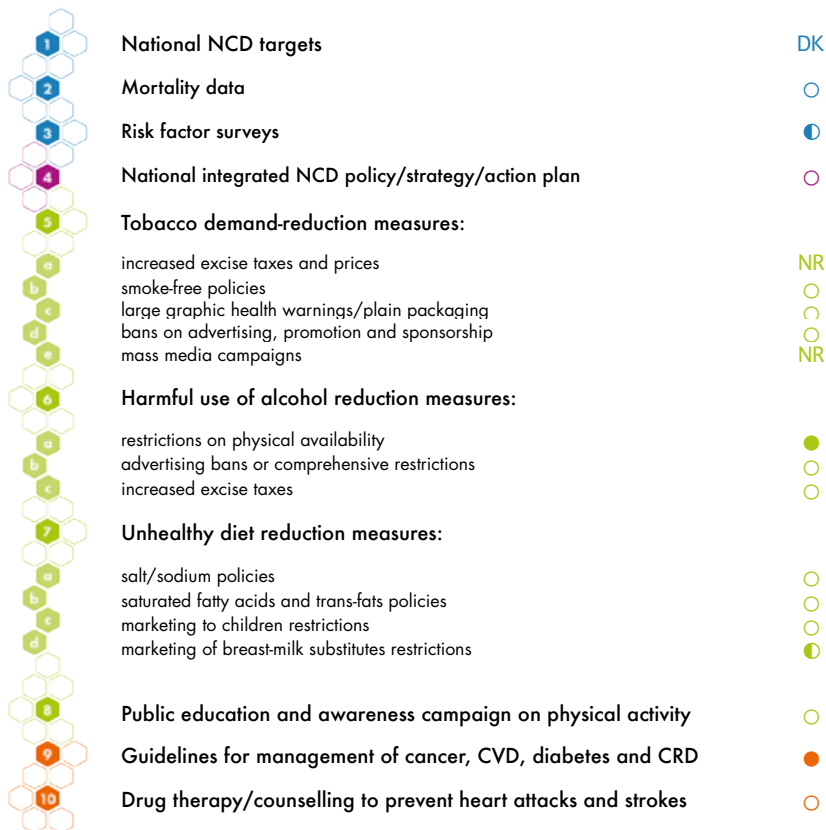 1 National NCD targets DK
2 Mortality data ○
3 Risk factor surveys ◐
4 National integrated NCD policy/strategy/action plan ○
5 Tobacco demand-reduction measures:
a increased excise taxes and prices NR
b smoke-free policies ○
c large graphic health warnings/plain packaging ○
d bans on advertising, promotion and sponsorship ○
e mass media campaigns NR
6 Harmful use of alcohol reduction measures:
a restrictions on physical availability ●
b advertising bans or comprehensive restrictions ○
c increased excise taxes ○
7 Unhealthy diet reduction measures:
a salt/sodium policies ○
b saturated fatty acids and trans-fats policies ○
c marketing to children restrictions ○
d marketing of breast-milk substitutes restrictions ◐
8 Public education and awareness campaign on physical activity ○
9 Guidelines for management of cancer, CVD, diabetes and CRD ●
10 Drug therapy/counselling to prevent heart attacks and strokes ○